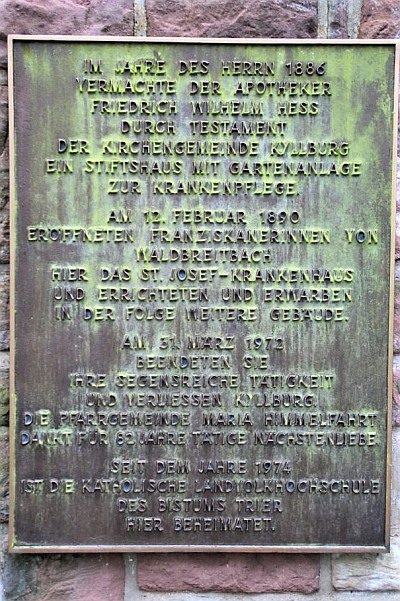 IM JAHRE DES HERRN 1886
VERMACHTE DER APOTHEKER
FRIEDRICH WILHELM HESS
DURCH TESTAMENT
DER KIRCHENGEMEINDE KYLLBURG
EIN STIFTSHAUS MIT GARTENANLAGE
ZUR KRANKENPFLEGE.
AM 12. FEBRUAR 1890
ERÖFFNETEN FRANZISKANERINNEN VON
WALDBREITBACH
HIER DAS ST. JOSEF-KRANKENHAUS
UND ERRICHTETEN UND ERWARBEN
IN DER FOLGE WEITERE GEBÄUDE.
AM 31. MÄRZ 1972
BEENDETEN SIE
IHRE SEGENSREICHE TÄTIGKEIT
UND VERLIESSEN KYLLBURG.
DIE PFARRGEMEINDE MARIA HIMMELFAHRT
DANKT FÜR 82 JAHRE TÄTIGE NÄCHSTENLIEBE.
SEIT DEM JAHRE 1974
IST DIE KATHOLISCHE LANDVOLKHOCHSCHULE
DES BISTUMS TRIER
HIER BEHEIMATET.